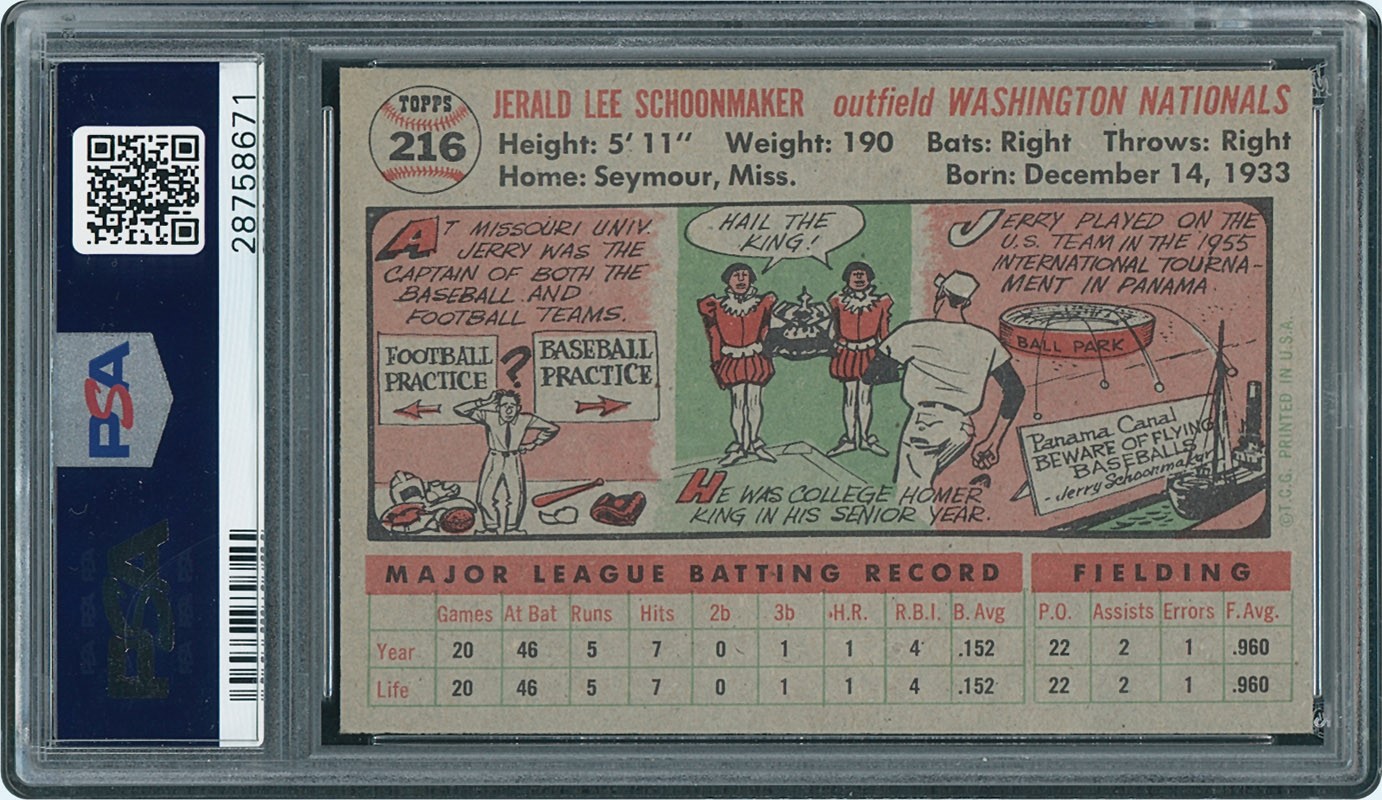 28758671
PSA
PSA
TOPPS
216
JERALD LEE SCHOONMAKER outfield WASHINGTON NATIONALS
Height: 5' 11" Weight: 190 Bats: Right Throws: Right
Home: Seymour, Miss. Born: December 14, 1933
AT MISSOURI UNIV.
JERRY WAS THE
CAPTAIN OF BOTH THE
BASEBALL AND
FOOTBALL TEAMS.
FOOTBALL
PRACTICE
?
BASEBALL
PRACTICE
HAIL THE
KING!
HE WAS COLLEGE HOMER
KING IN HIS SENIOR YEAR.
JERRY PLAYED ON THE
U.S. TEAM IN THE 1955
INTERNATIONAL TOURNA-
MENT IN PANAMA
BALL PARK
Panama Canal
BEWARE OF FLYING
BASEBALLS
- Jerry Schoonmaker
©T.C.G. PRINTED IN U.S.A.
MAJOR LEAGUE BATTING RECORD FIELDING
Games At Bat Runs Hits 2b 3b H.R. R.B.I. B. Avg P.O. Assists Errors F. Avg.
Year 20 46 5 7 0 1 1 4 .152 22 2 1 .960
Life 20 46 5 7 0 1 1 4 .152 22 2 1 .960